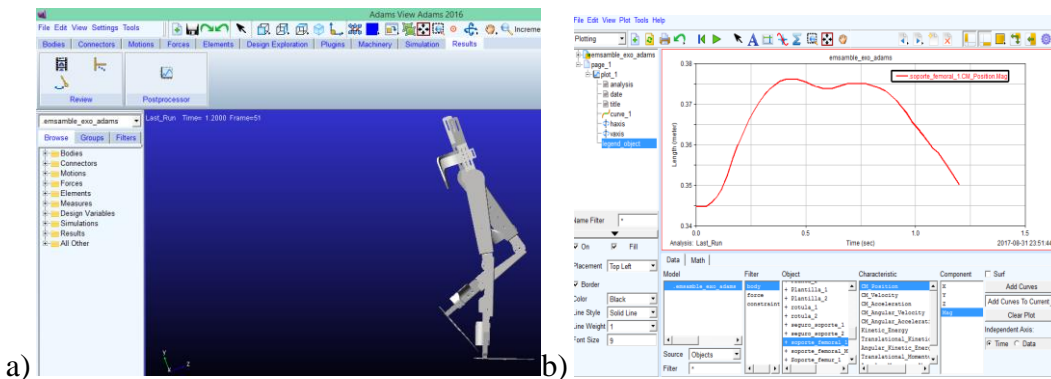 a)
Adams View Adams 2016
File Edit View Settings Tools
Increme
Bodies Connectors Motions Forces Elements Design Exploration Plugins Machinery Simulation Results
Review
Postprocessor
.emsamble_exo_adams
Last_Run Time= 1.2000 Frame=51
Browse Groups Filters
Bodies
Connectors
Motions
Forces
Elements
Measures
Design Variables
Simulations
Results
All Other
b)
File Edit View Plot Tools Help
Plotting
emsamble_exo_adams
page_1
plot_1
analysis
date
title
curve_1
haxis
vaxis
legend_object
Name Filter *
On Fill
Placement Top Left
Border
Color Black
Line Style Solid Line
Line Weight 1
Font Size 9
emsamble_exo_adams
.soporte_femoral_1.CM_Position.Mag
Length (meter)
0.38
0.37
0.36
0.35
0.34
0.0 0.5 1.0 1.5
Analysis: Last_Run Time (sec) 2017-08-31 23:51:44
Data Math
Model Filter Object Characteristic Component Surf
.emsamble_exo_adams
body
force
constraint
+ Plantilla_1
+ Plantilla_2
+ rotula_1
+ rotula_2
+ seguro_soporte_1
+ seguro_soporte_2
+ soporte_femoral_1
+ soporte_femoral_M
+ Soporte_femur_1
CM_Position
CM_Velocity
CM_Acceleration
CM_Angular_Velocity
CM_Angular_Accelerat
Kinetic_Energy
Translational_Kineti
Angular_Kinetic_Ener
Translational_Moment
X
Y
Z
Mag
Add Curves
Add Curves To Current
Clear Plot
Independent Axis:
Time Data
Source Objects
Filter *